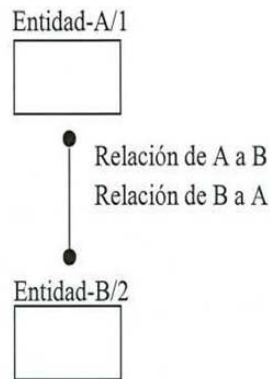 Entidad-A/1
Relación de A a B
Relación de B a A
Entidad-B/2